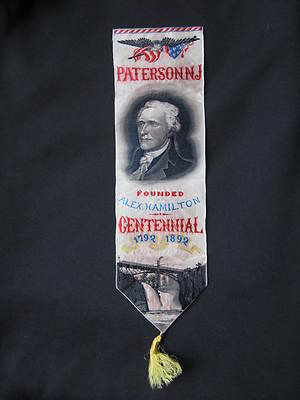 PATERSON N.J
FOUNDED
BY
ALEX. HAMILTON
CENTENNIAL
1792 1892